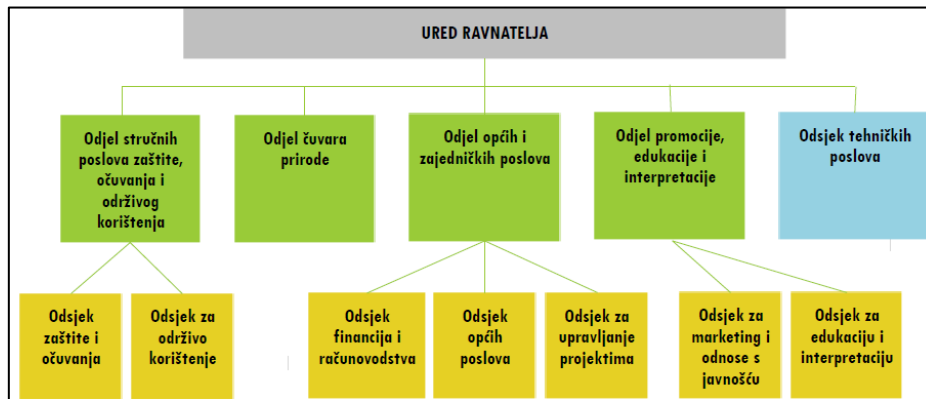 URED RAVNATELJA
Odjel stručnih
poslova zaštite,
očuvanja i
održivog
korištenja
Odjel čuvara
prirode
Odjel općih i
zajedničkih poslova
Odjel promocije,
edukacije i
interpretacije
Odsjek tehničkih
poslova
Odsjek
zaštite i
očuvanja
Odsjek za
održivo
korištenje
Odsjek
financija i
računovodstva
Odsjek
općih
poslova
Odsjek za
upravljanje
projektima
Odsjek za
marketing i
odnose s
javnošću
Odsjek za
edukaciju i
interpretaciju